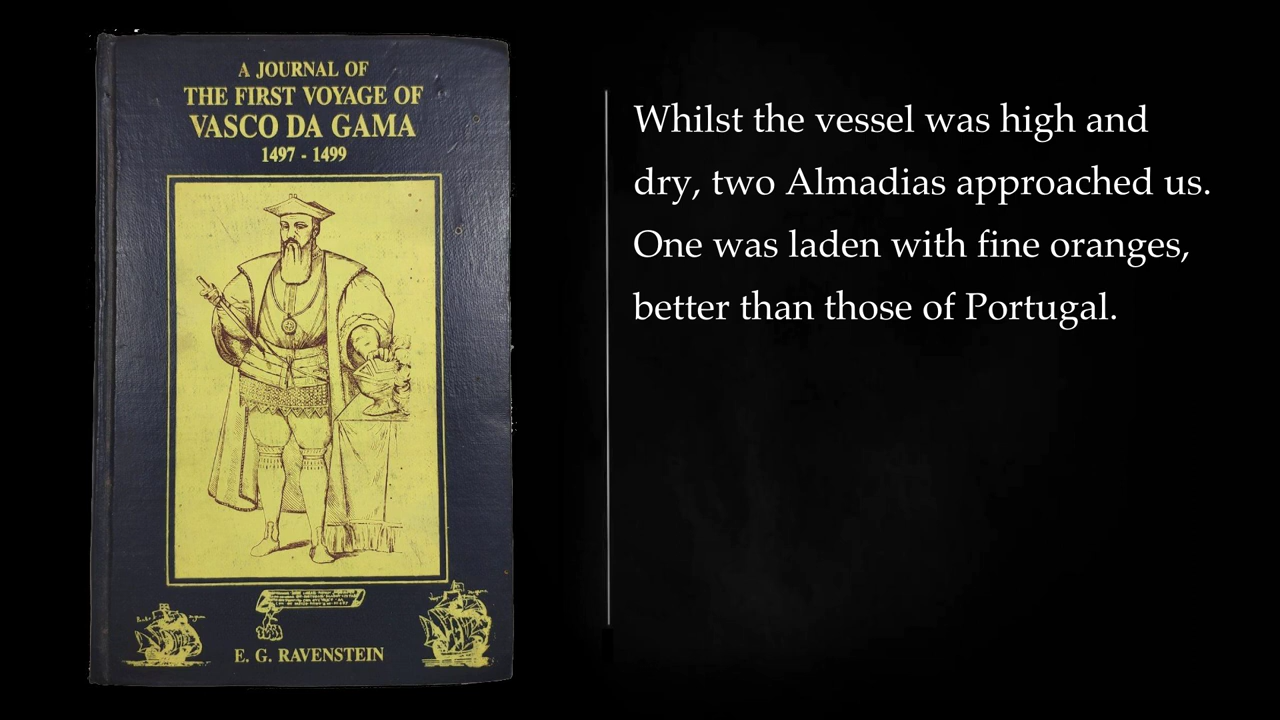 A JOURNAL OF
THE FIRST VOYAGE OF
VASCO DA GAMA
1497 - 1499
E. G. RAVENSTEIN
Whilst the vessel was high and
dry, two Almadias approached us.
One was laden with fine oranges,
better than those of Portugal.